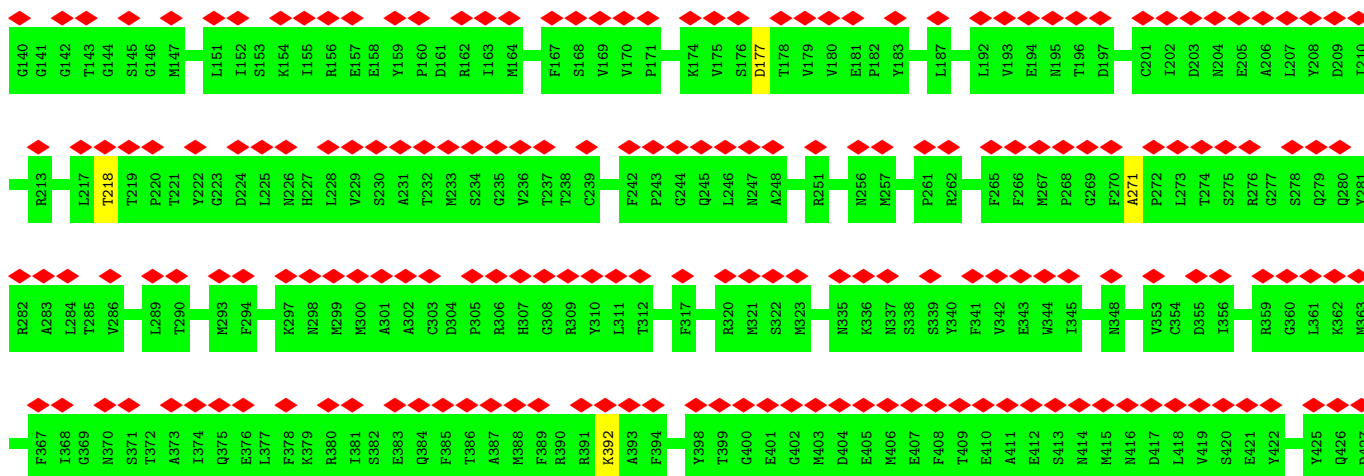 G140 G141 G142 T143 G144 S145 G146 M147 L151 I152 S153 K154 I155 R156 E157 E158 Y159 P160 D161 R162 I163 M164 F167 S168 V169 V170 P171 K174 V175 S176 D177 T178 V179 V180 E181 P182 Y183 L187 L192 V193 E194 N195 T196 D197 C201 I202 D203 N204 E205 A206 L207 Y208 D209 I210
R213 L217 T218 T219 P220 T221 Y222 G223 D224 L225 N226 H227 L228 V229 S230 A231 T232 M233 S234 G235 V236 T237 T238 C239 F242 P243 G244 Q245 L246 N247 A248 R251 N256 M257 P261 R262 F265 F266 M267 P268 G269 F270 A271 P272 L273 T274 S275 R276 G277 S278 Q279 Q280 Y281
R282 A283 L284 T285 V286 L289 T290 M293 F294 K297 N298 N299 M300 A301 A302 C303 D304 P305 R306 H307 G308 R309 Y310 L311 T312 F317 R320 M321 S322 M323 N335 K336 N337 S338 S339 Y340 F341 V342 E343 W344 I345 N348 V353 C354 D355 I356 R359 G360 L361 K362 M363
F367 I368 G369 N370 S371 T372 A373 I374 Q375 E376 L377 F378 K379 R380 I381 S382 E383 Q384 F385 T386 A387 M388 F389 R390 R391 K392 A393 F394 Y398 T399 G400 E401 G402 M403 D404 E405 M406 E407 F408 T409 E410 A411 E412 S413 N414 M415 N416 D417 L418 V419 S420 E421 Y422 Y425 Q426